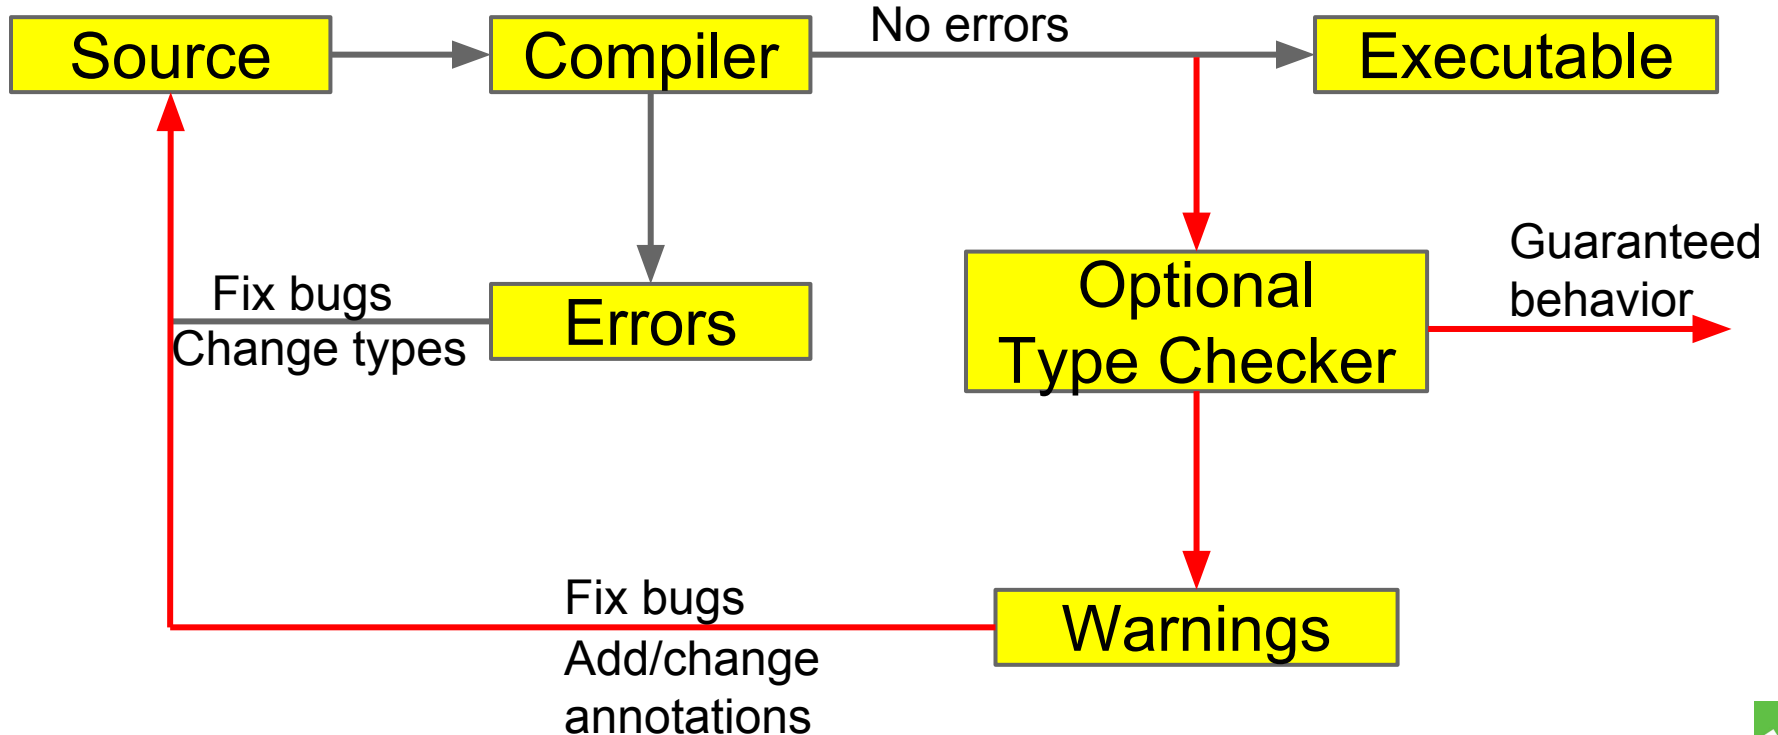 Source
Compiler
No errors
Executable
Guaranteed
behavior
Optional
Type Checker
Fix bugs
Change types
Errors
Fix bugs
Add/change
annotations
Warnings